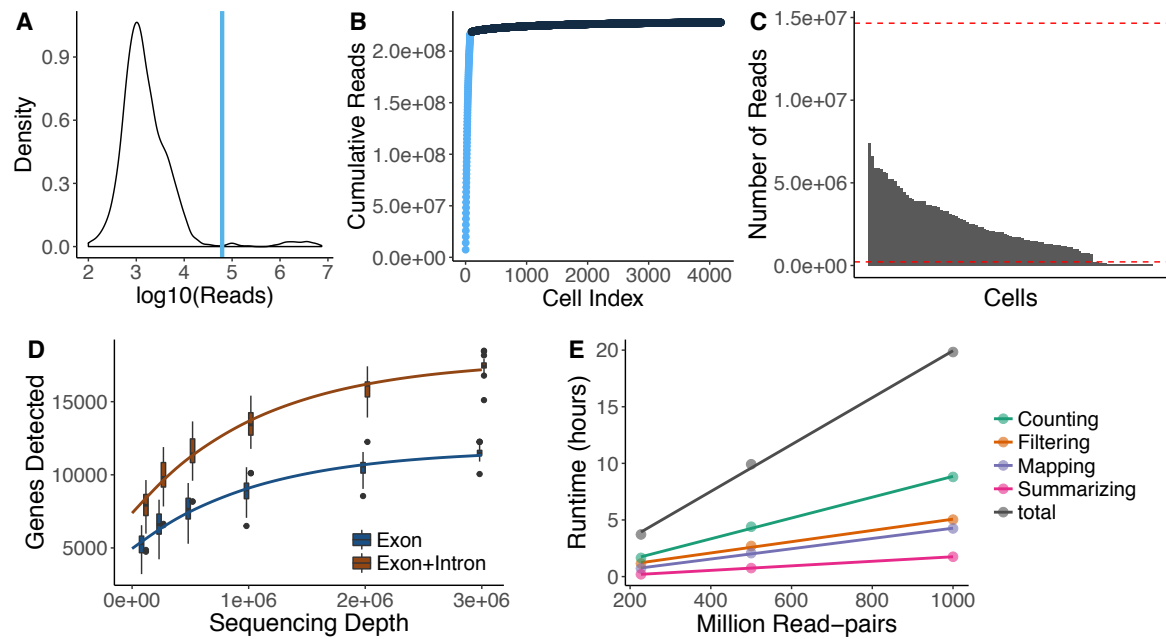 A
Density
0.9
0.6
0.3
0.0
2 3 4 5 6 7
log10(Reads)
B
Cumulative Reads
2.0e+08
1.5e+08
1.0e+08
5.0e+07
0.0e+00
0 1000 2000 3000 4000
Cell Index
C
Number of Reads
1.5e+07
1.0e+07
5.0e+06
0.0e+00
Cells
D
Genes Detected
15000
10000
5000
Exon
Exon+Intron
0e+00 1e+06 2e+06 3e+06
Sequencing Depth
E
Runtime (hours)
20
15
10
5
0
200 400 600 800 1000
Million Read−pairs
Counting
Filtering
Mapping
Summarizing
total